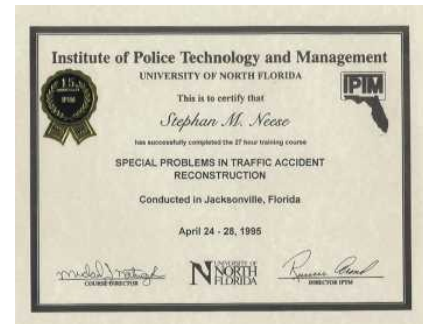 Institute of Police Technology and Management
UNIVERSITY OF NORTH FLORIDA
15
IPTM
IPTM
This is to certify that
Stephan M. Neese
has successfully completed the 27 hour training course
SPECIAL PROBLEMS IN TRAFFIC ACCIDENT
RECONSTRUCTION
Conducted in Jacksonville, Florida
April 24 - 28, 1995
COURSE DIRECTOR
UNIVERSITY OF
NORTH
FLORIDA
DIRECTOR IPTM